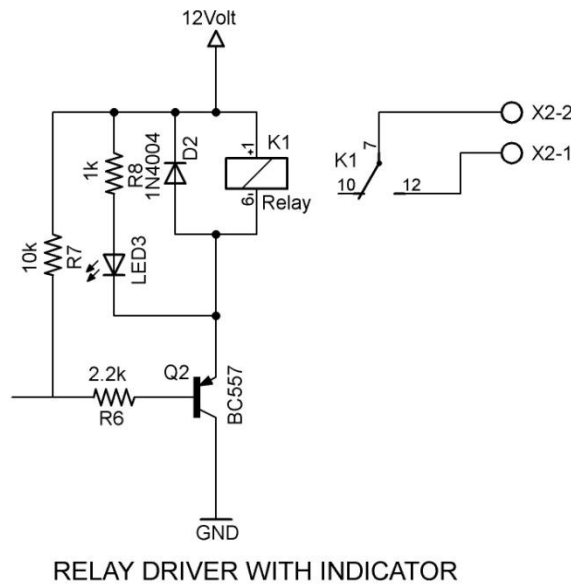 12Volt
1k
R8
1N4004
D2
+1
K1
6-
Relay
K1
7
10
12
X2-2
X2-1
10k
R7
LED3
2.2k
R6
Q2
BC557
GND
RELAY DRIVER WITH INDICATOR